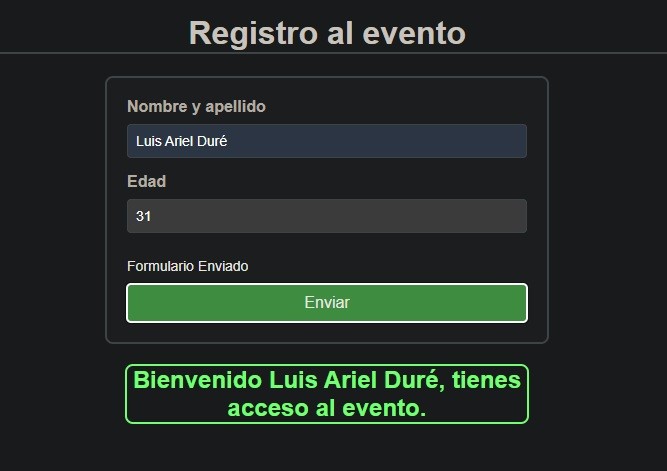 Registro al evento
Nombre y apellido
Luis Ariel Duré
Edad
31
Formulario Enviado
Enviar
Bienvenido Luis Ariel Duré, tienes
acceso al evento.